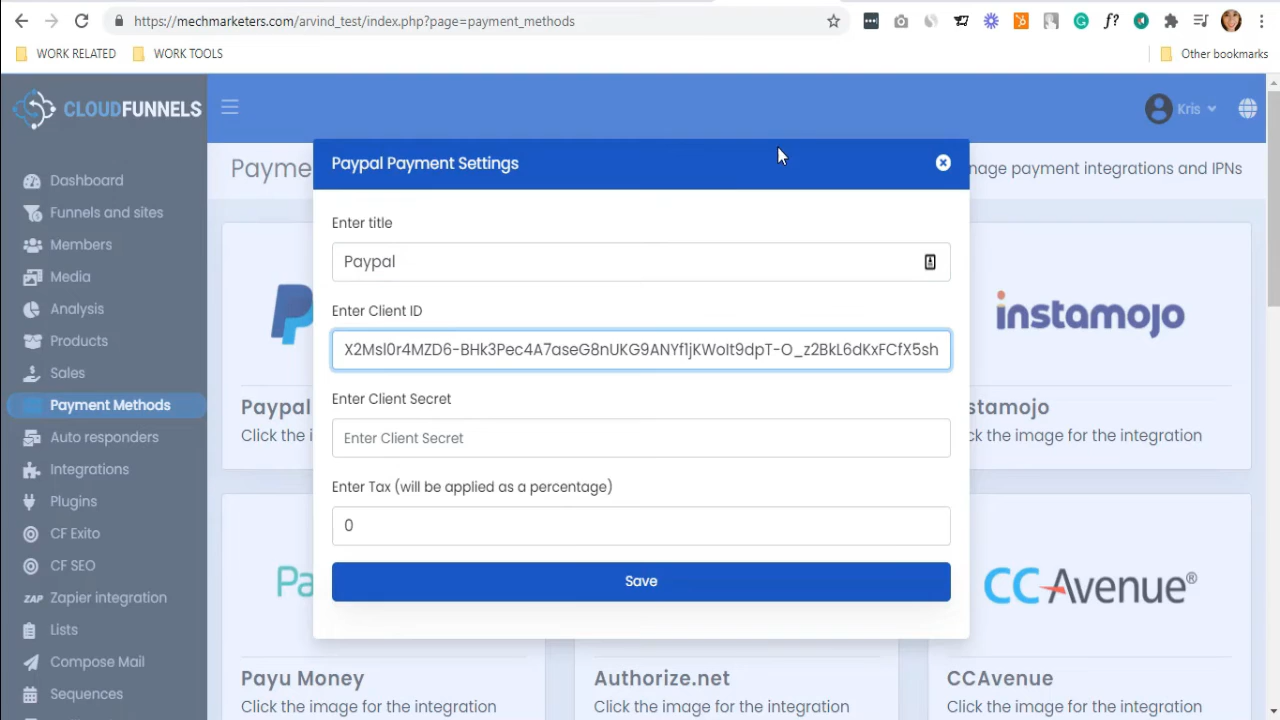 https://mechmarketers.com/arvind_test/index.php?page=payment_methods
f?
WORK RELATED
WORK TOOLS
Other bookmarks
CLOUDFUNNELS
Kris
Dashboard
Funnels and sites
Members
Media
Analysis
Products
Sales
Payment Methods
Auto responders
Integrations
Plugins
CF Exito
CF SEO
ZAP Zapier integration
Lists
Compose Mail
Sequences
Payme
nage payment integrations and IPNs
Paypal Payment Settings
Enter title
Paypal
Enter Client ID
X2Msl0r4MZD6-BHk3Pec4A7aseG8nUKG9ANYf1jKWoIt9dpT-O_z2BkL6dKxFCfX5sh
Enter Client Secret
Enter Client Secret
Enter Tax (will be applied as a percentage)
0
Save
Paypal
Click the i
instamojo
stamojo
ck the image for the integration
Pa
Payu Money
Click the image for the integration
Authorize.net
Click the image for the integration
CCAvenue®
CCAvenue
Click the image for the integration